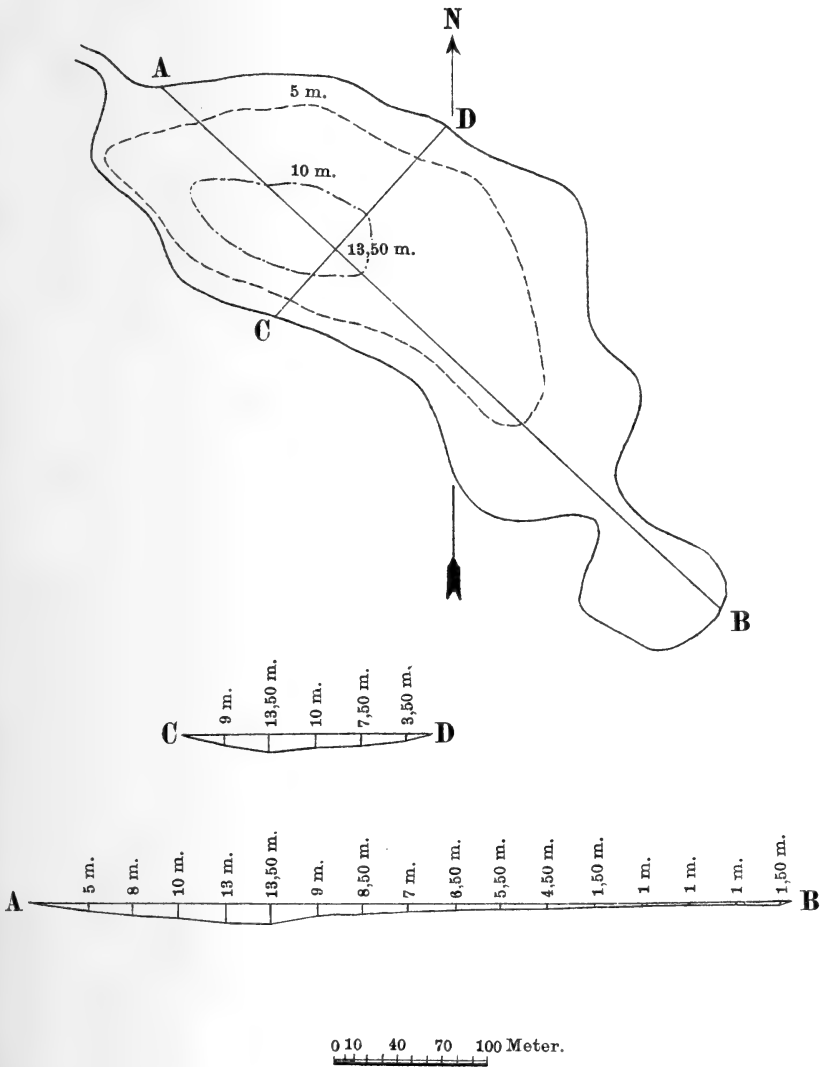 N
A
5 m.
D
10 m.
13,50 m.
C
B
9 m.
13,50 m.
10 m.
7,50 m.
3,50 m.
C D
5 m.
8 m.
10 m.
13 m.
13,50 m.
9 m.
8,50 m.
7 m.
6,50 m.
5,50 m.
4,50 m.
1,50 m.
1 m.
1 m.
1 m.
1,50 m.
A B
0 10 40 70 100 Meter.